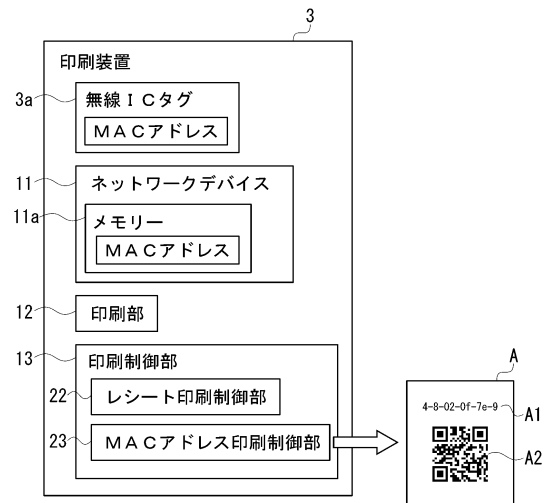 3
印刷装置
3a
無線ICタグ
MACアドレス
11
ネットワークデバイス
11a
メモリー
MACアドレス
12
印刷部
13
印刷制御部
22
レシート印刷制御部
23
MACアドレス印刷制御部
A
4-8-02-0f-7e-9
A1
A2